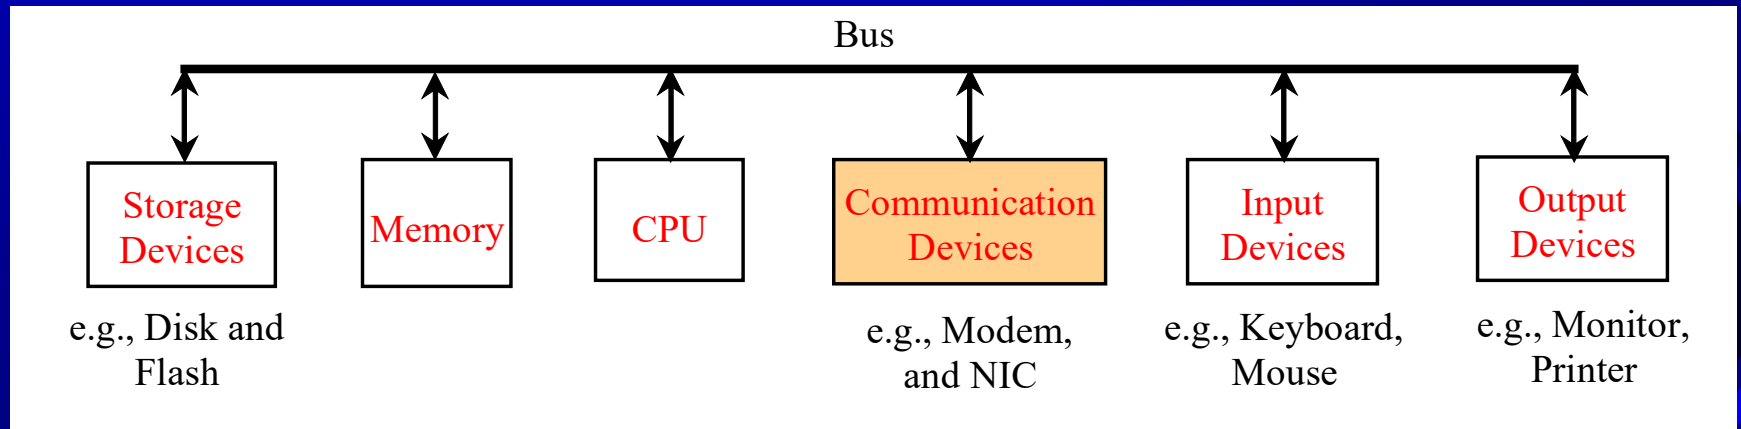 Bus
Storage
Devices
Memory
CPU
Communication
Devices
Input
Devices
Output
Devices
e.g., Disk and
Flash
e.g., Modem,
and NIC
e.g., Keyboard,
Mouse
e.g., Monitor,
Printer